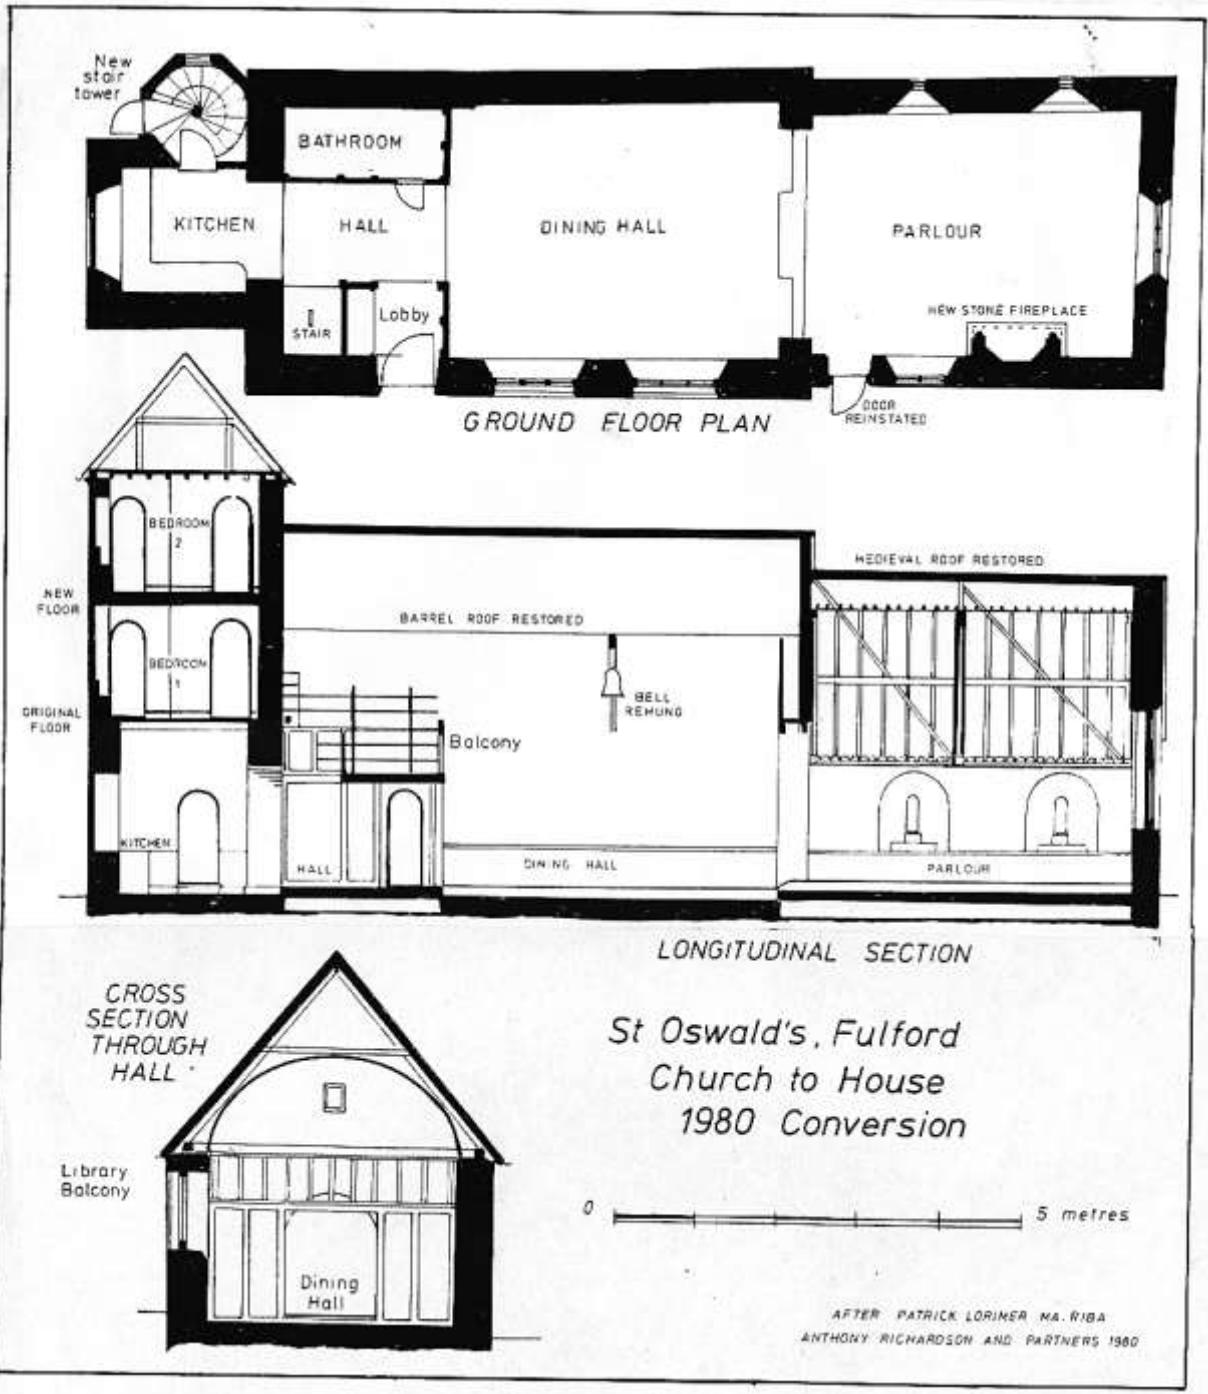 New
stair
tower
BATHROOM
KITCHEN
HALL
DINING HALL
PARLOUR
NEW STONE FIREPLACE
STAIR
Lobby
DOOR
REINSTATED
GROUND FLOOR PLAN
BEDROOM
2
MEDIEVAL ROOF RESTORED
NEW
FLOOR
BARREL ROOF RESTORED
BEDROOM
1
BELL
REHUNG
ORIGINAL
FLOOR
Balcony
KITCHEN
HALL
DINING HALL
PARLOUR
LONGITUDINAL SECTION
CROSS
SECTION
THROUGH
HALL
St Oswald's, Fulford
Church to House
1980 Conversion
Library
Balcony
0
5 metres
Dining
Hall
AFTER PATRICK LORIMER MA. RIBA
ANTHONY RICHARDSON AND PARTNERS 1980